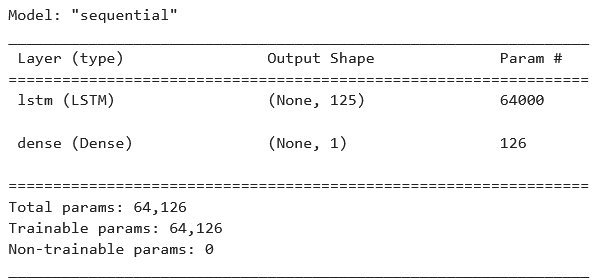 Model: "sequential"
_________________________________________________________________
Layer (type) Output Shape Param #
=================================================================
lstm (LSTM) (None, 125) 64000
dense (Dense) (None, 1) 126
=================================================================
Total params: 64,126
Trainable params: 64,126
Non-trainable params: 0
_________________________________________________________________